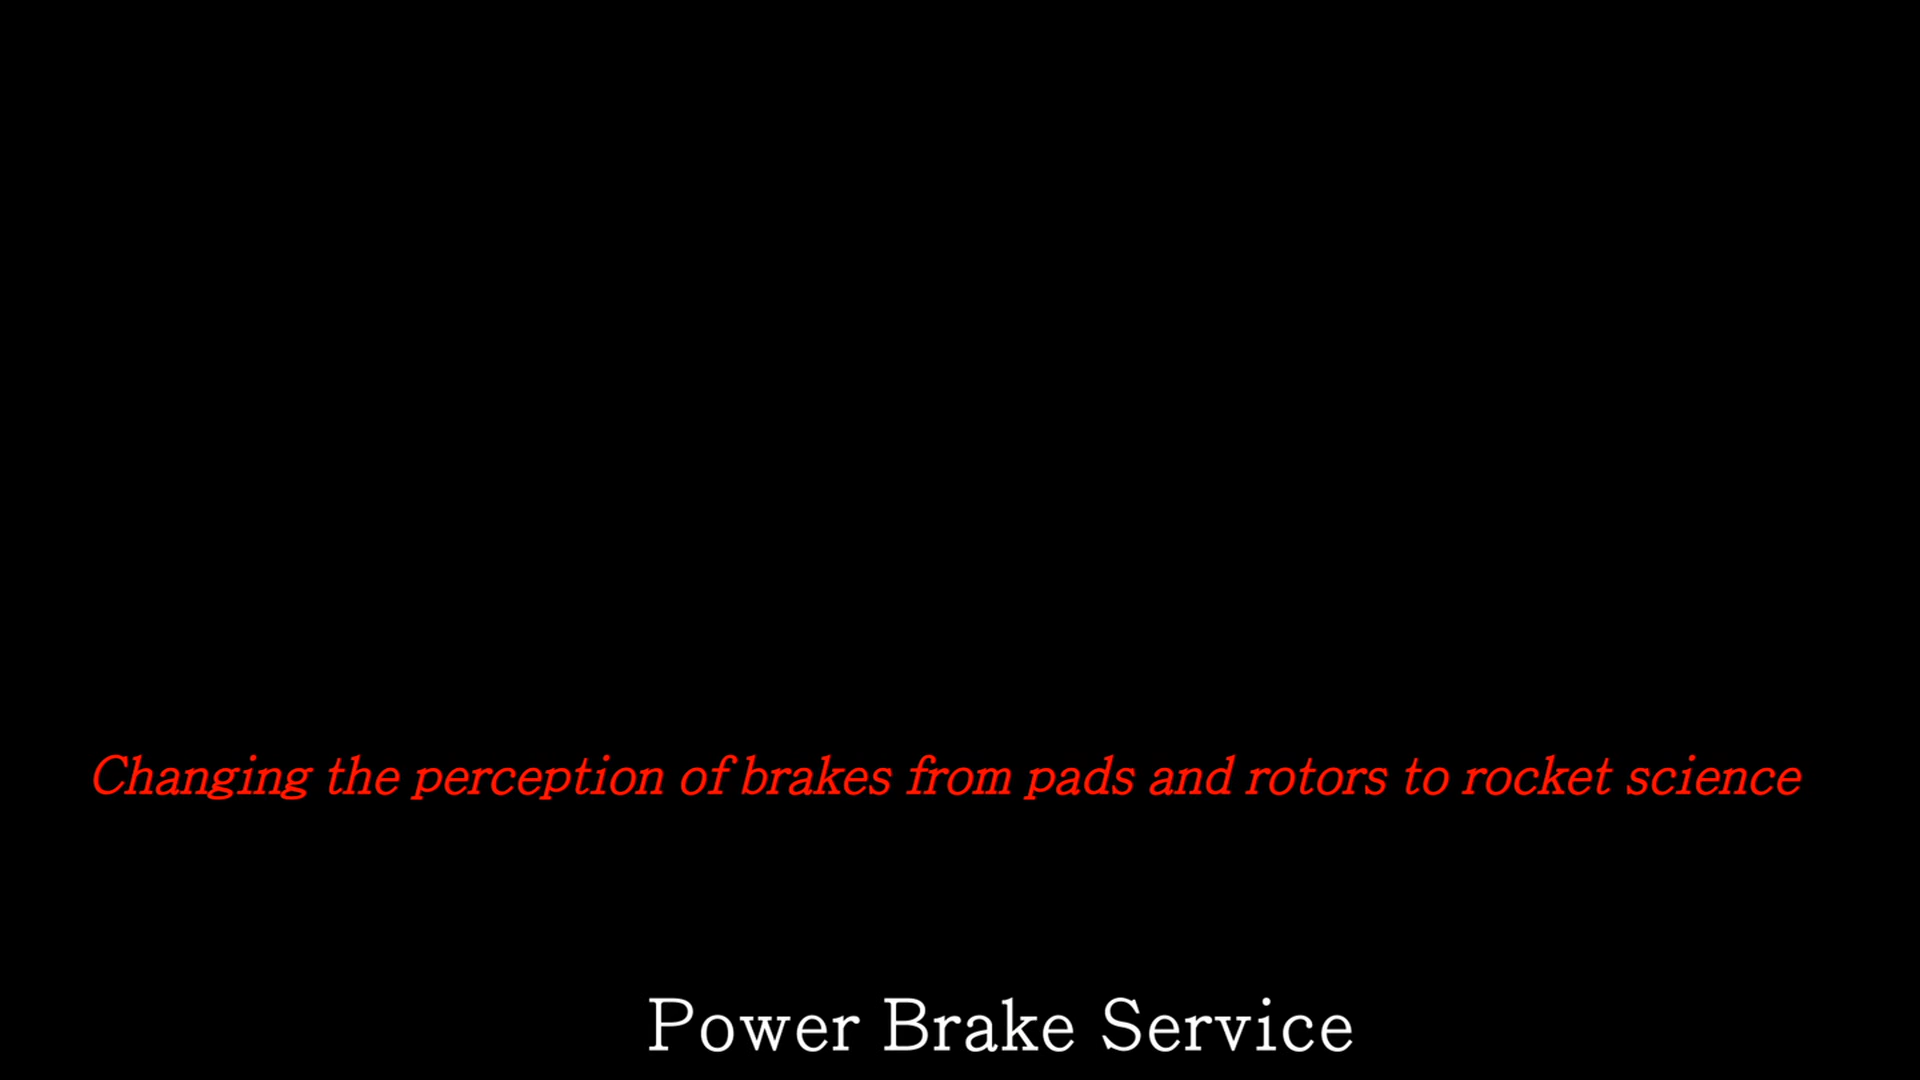 Changing the perception of brakes from pads and rotors to rocket science
Power Brake Service